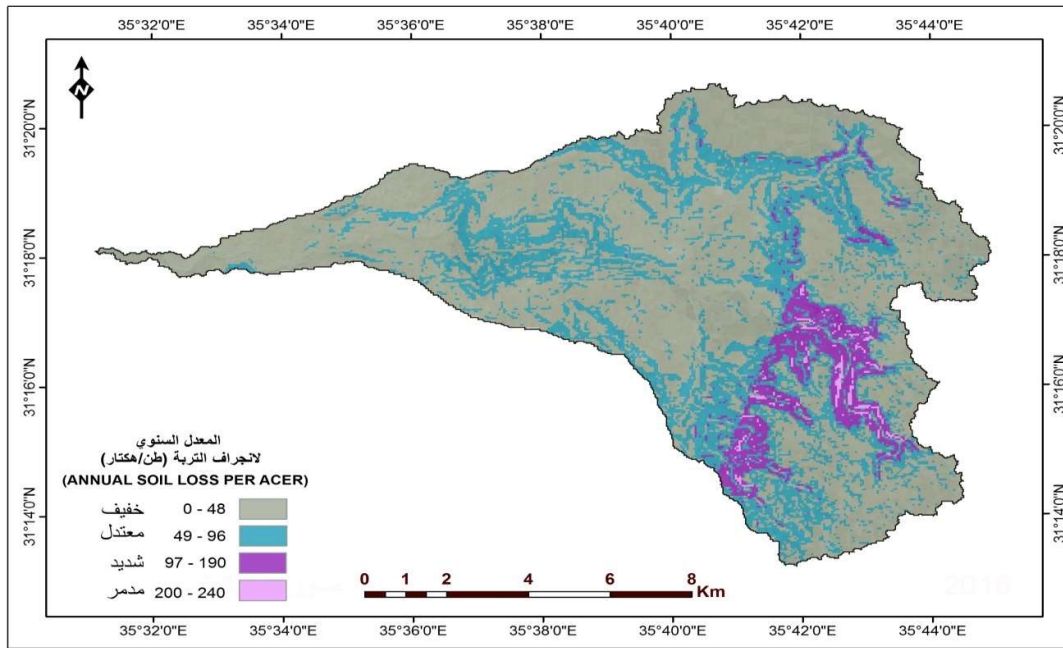 35°32'0"E 35°34'0"E 35°36'0"E 35°38'0"E 35°40'0"E 35°42'0"E 35°44'0"E
N
31°20'0"N 31°20'0"N
31°18'0"N 31°18'0"N
31°16'0"N 31°16'0"N
31°14'0"N 31°14'0"N
المعدل السنوي
لانجراف التربة (طن/هكتار)
(ANNUAL SOIL LOSS PER ACER)
خفيف 0 - 48
معتدل 49 - 96
شديد 97 - 190
مدمر 200 - 240
0 1 2 4 6 8
Km
35°32'0"E 35°34'0"E 35°36'0"E 35°38'0"E 35°40'0"E 35°42'0"E 35°44'0"E